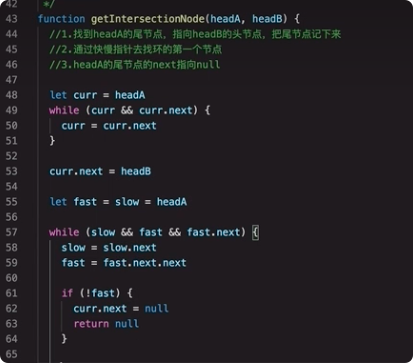 42 */
43 function getIntersectionNode(headA, headB) {
44 //1.找到headA的尾节点，指向headB的头节点，把尾节点记下来
45 //2.通过快慢指针去找环的第一个节点
46 //3.headA的尾节点的next指向null
47
48 let curr = headA
49 while (curr && curr.next) {
50 curr = curr.next
51 }
52
53 curr.next = headB
54
55 let fast = slow = headA
56
57 while (slow && fast && fast.next) {
58 slow = slow.next
59 fast = fast.next.next
60
61 if (!fast) {
62 curr.next = null
63 return null
64 }
65